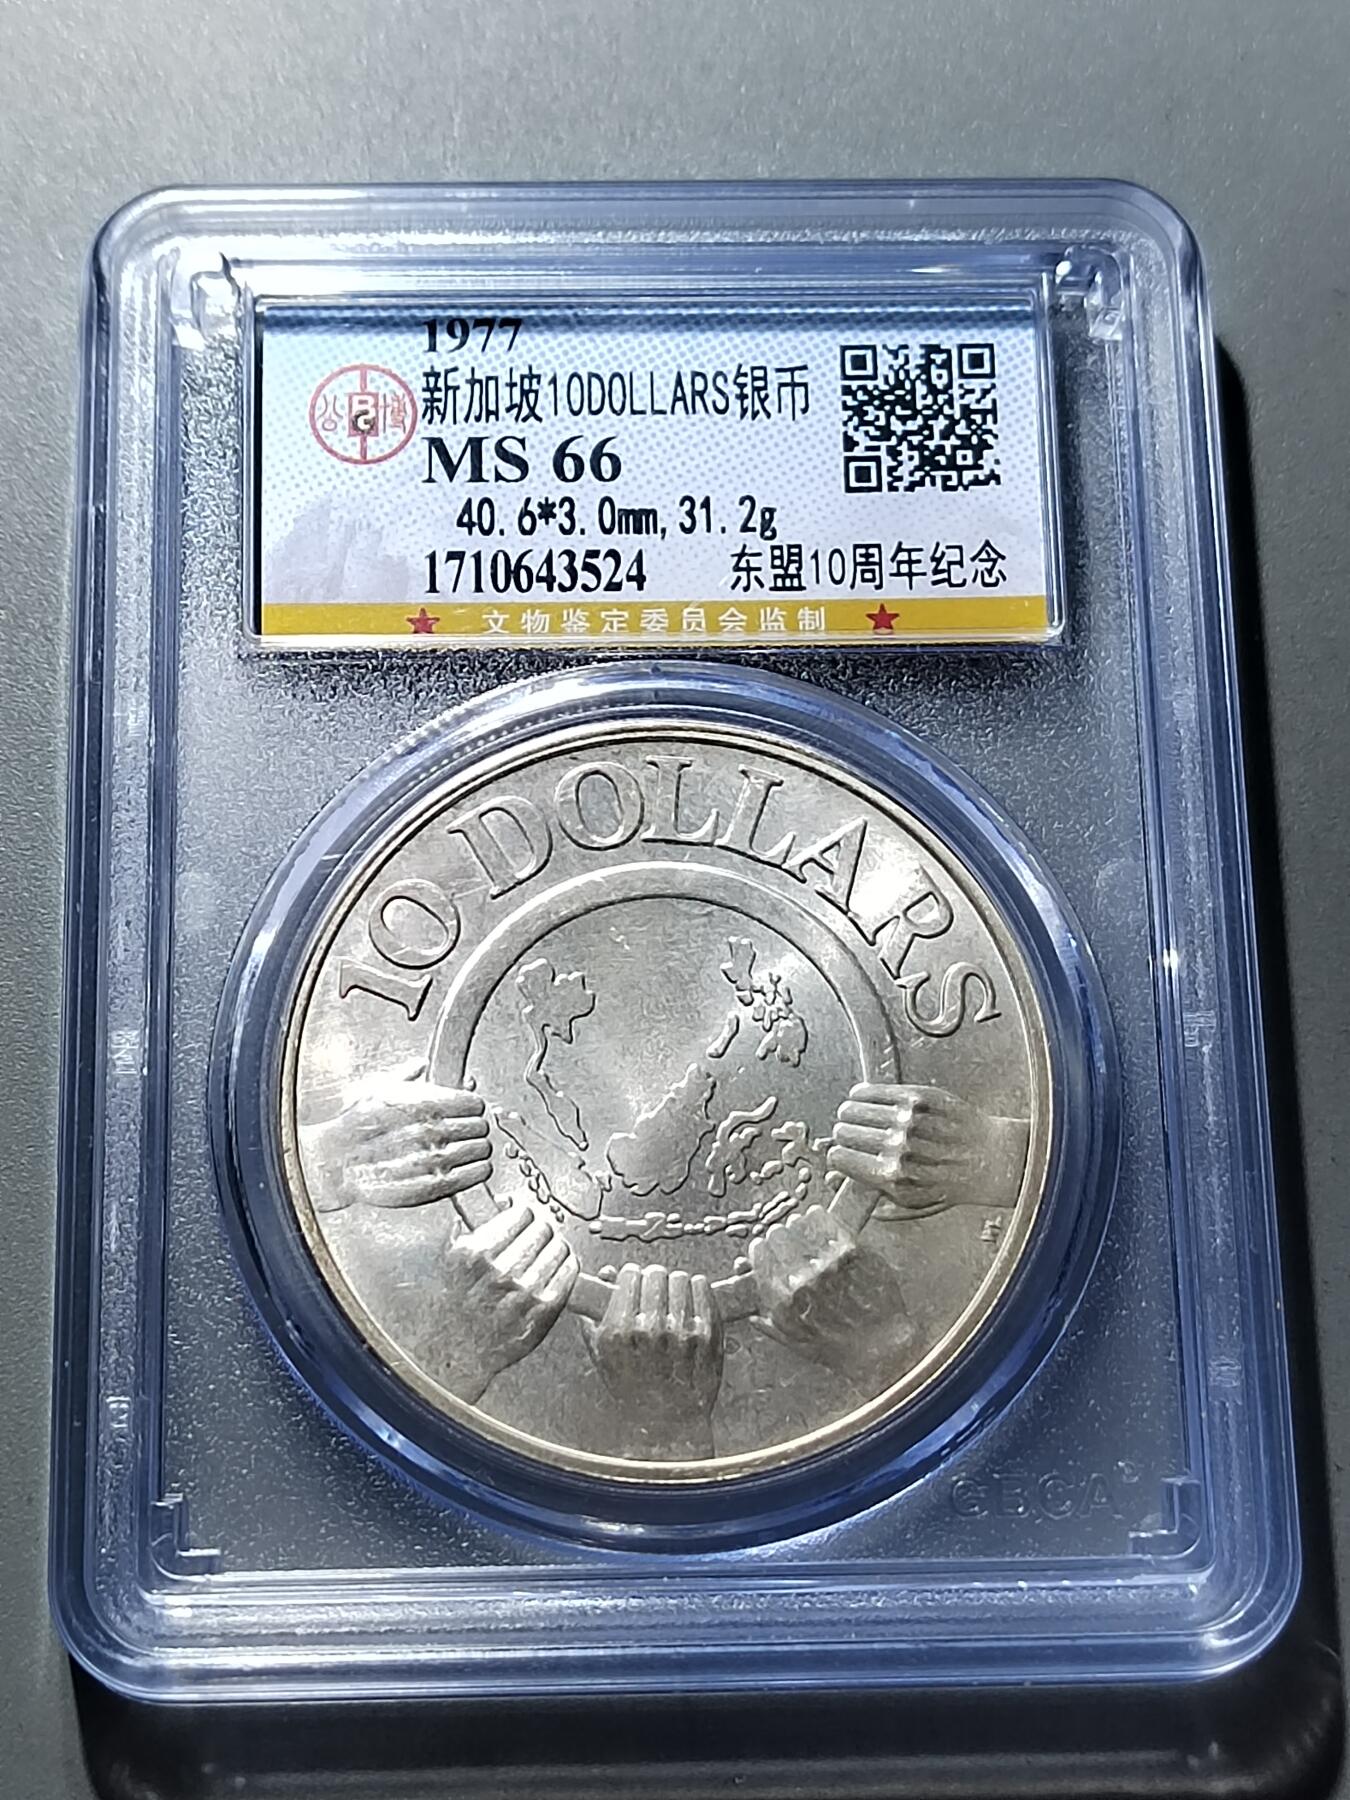 1977
新加坡10DOLLARS银币
MS 66
40.6*3.0mm,31.2g
1710643524 东盟10周年纪念
公博
文物鉴定委员会监制
10 DOLLARS
GBCA